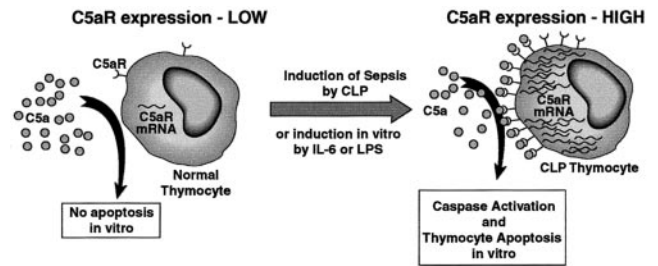 C5aR expression - LOW
C5aR
C5a
C5aR
mRNA
Normal
Thymocyte
No apoptosis
in vitro
Induction of Sepsis
by CLP
or induction in vitro
by IL-6 or LPS
C5aR expression - HIGH
C5a
C5aR
mRNA
CLP Thymocyte
Caspase Activation
and
Thymocyte Apoptosis
in vitro